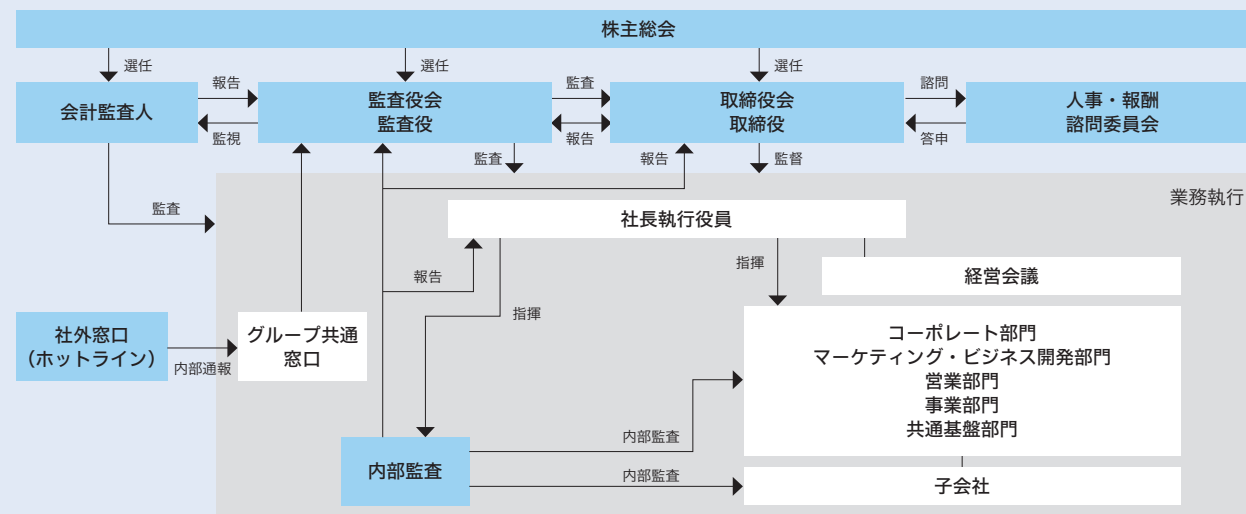 株主総会
選任
選任
選任
会計監査人
報告
監視
監査役会
監査役
監査
報告
取締役会
取締役
諮問
答申
人事・報酬
諮問委員会
監査
報告
監督
業務執行
監査
社長執行役員
報告
指揮
指揮
経営会議
社外窓口
（ホットライン）
内部通報
グループ共通
窓口
コーポレート部門
マーケティング・ビジネス開発部門
営業部門
事業部門
共通基盤部門
内部監査
内部監査
内部監査
子会社